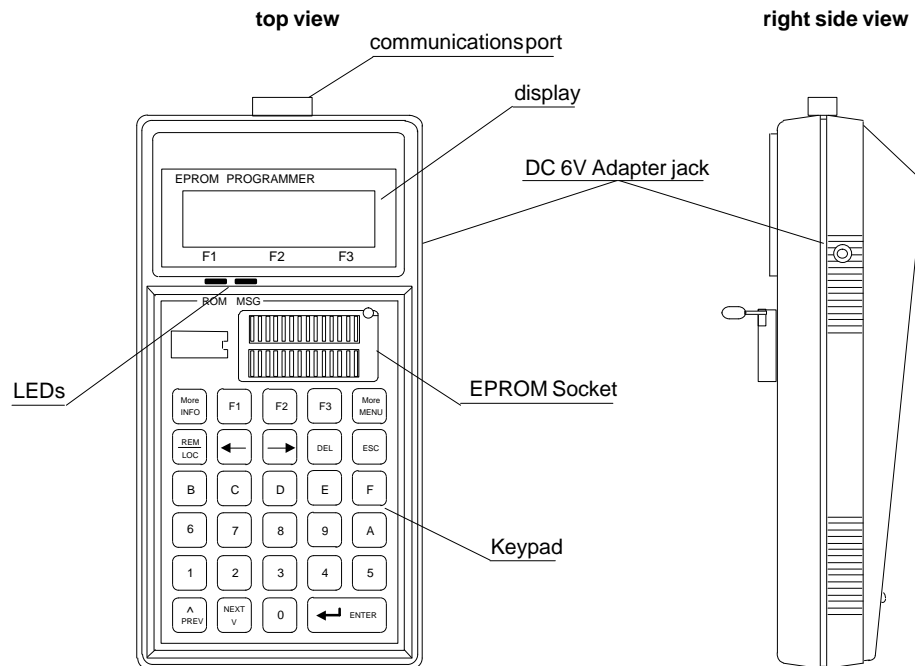 top view
right side view
communicationsport
display
DC 6V Adapter jack
EPROM PROGRAMMER
F1 F2 F3
ROM MSG
LEDs
EPROM Socket
More INFO F1 F2 F3 More MENU
REM LOC DEL ESC
B C D E F
6 7 8 9 A
Keypad
1 2 3 4 5
^ PREV NEXT v 0 ENTER